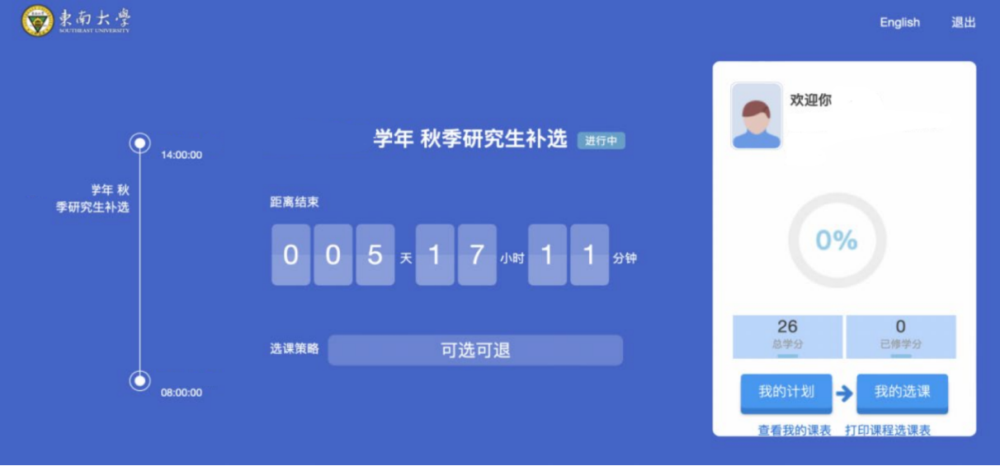 東南大學
SOUTHEAST UNIVERSITY
English 退出
欢迎你
学年 秋季研究生补选 进行中
14:00:00
学年 秋
季研究生补选
距离结束
0 0 5 天 1 7 小时 1 1 分钟
0%
选课策略 可选可退
26 0
总学分 已修学分
08:00:00
我的计划 我的选课
查看我的课表 打印课程选课表